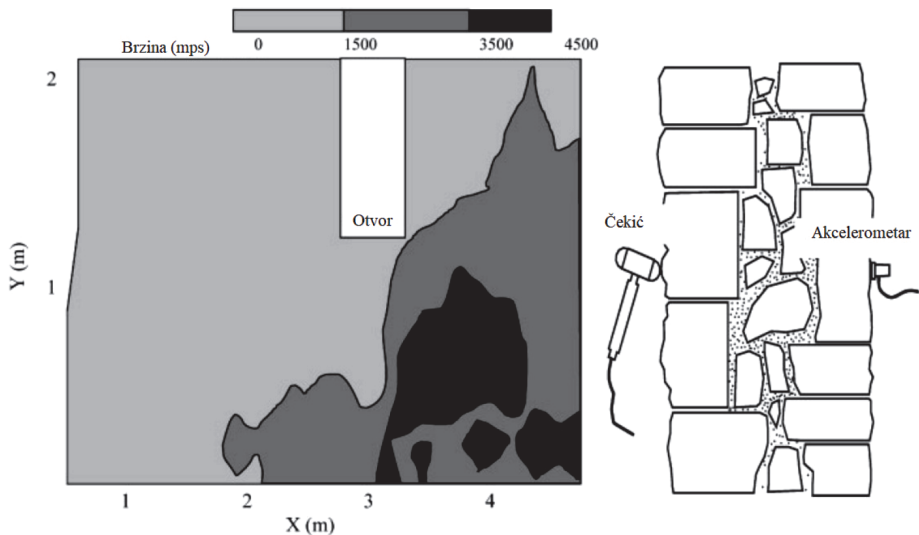 Brzina (mps)
0 1500 3500 4500
2
1
Y (m)
Otvor
1 2 3 4
X (m)
Čekić
Akcelerometar